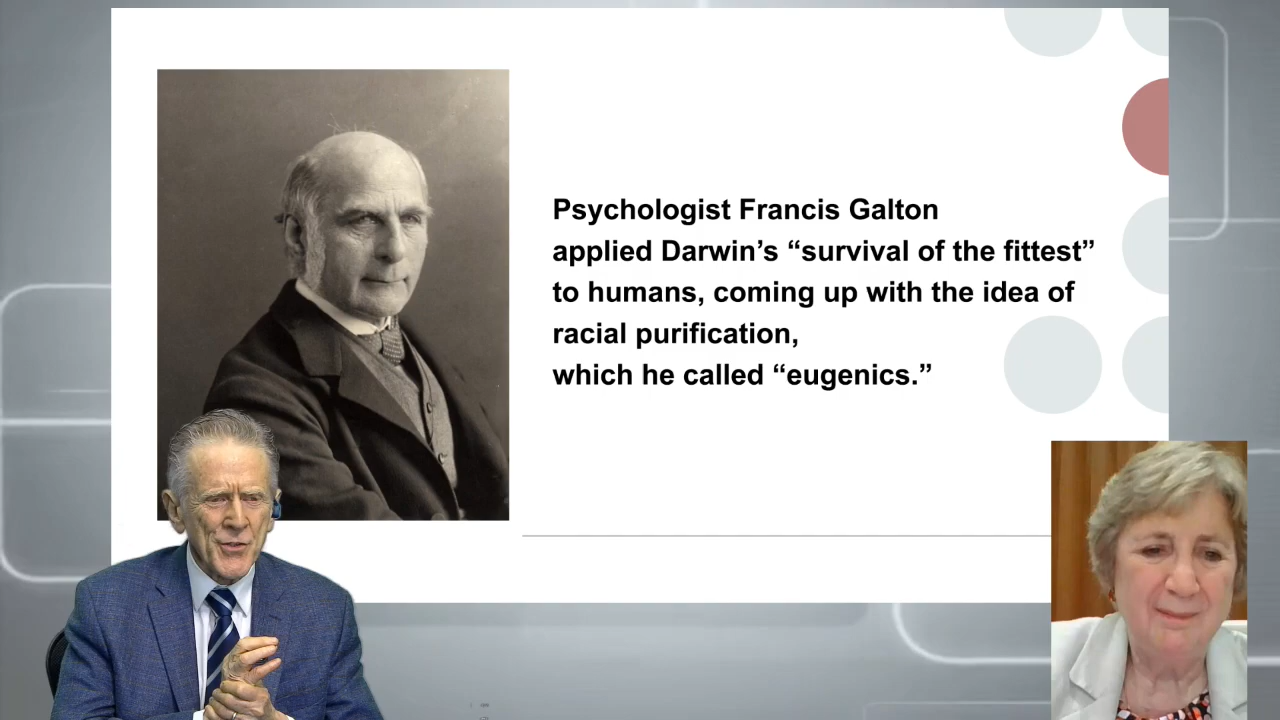 Psychologist Francis Galton
applied Darwin’s “survival of the fittest”
to humans, coming up with the idea of
racial purification,
which he called “eugenics.”